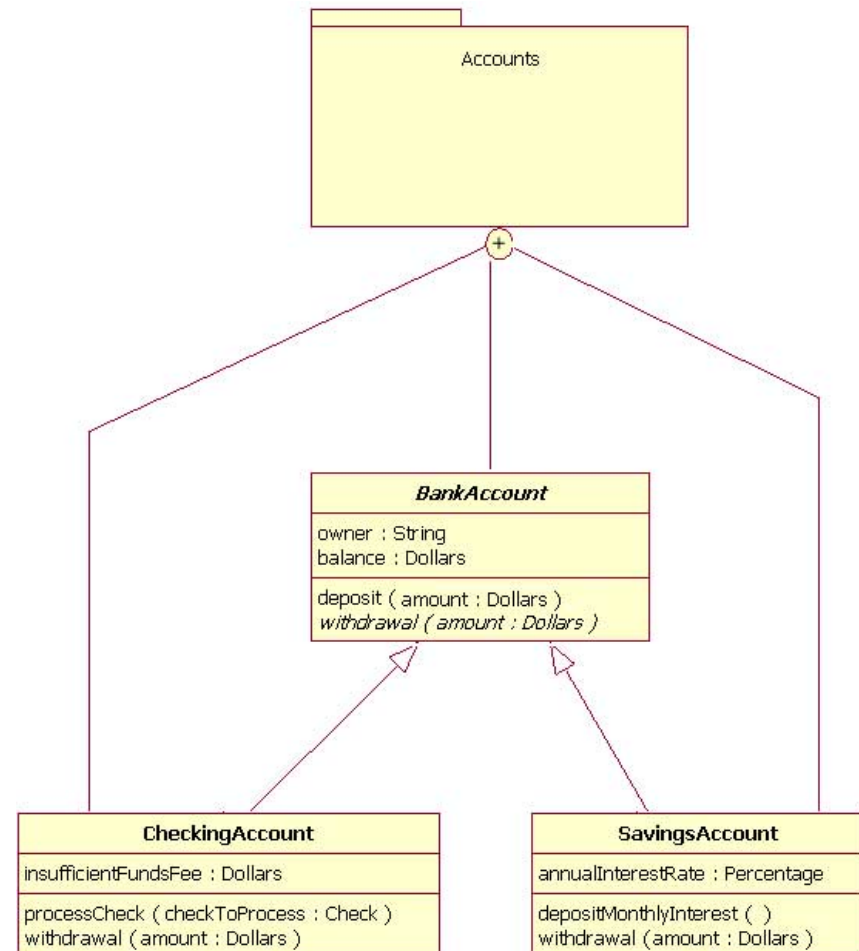 Accounts
+
BankAccount
owner : String
balance : Dollars
deposit ( amount : Dollars )
withdrawal ( amount : Dollars )
CheckingAccount
insufficientFundsFee : Dollars
processCheck ( checkToProcess : Check )
withdrawal ( amount : Dollars )
SavingsAccount
annualInterestRate : Percentage
depositMonthlyInterest ( )
withdrawal ( amount : Dollars )